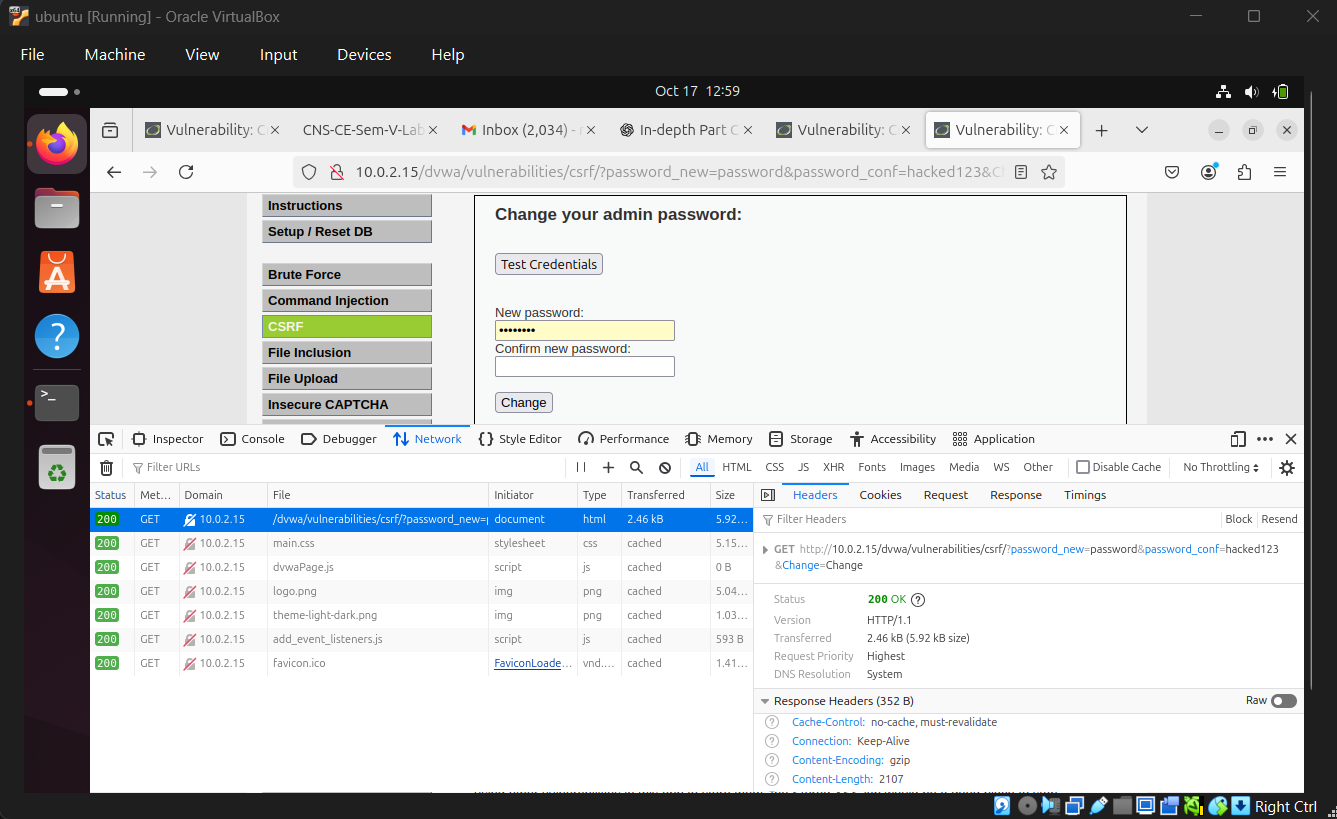 ubuntu [Running] - Oracle VirtualBox
File Machine View Input Devices Help
Oct 17 12:59
Vulnerability: C
CNS-CE-Sem-V-Lab
Inbox (2,034) -
In-depth Part C
Vulnerability: C
Vulnerability: C
10.0.2.15/dvwa/vulnerabilities/csrf/?password_new=password&password_conf=hacked123&C
Instructions
Setup / Reset DB
Brute Force
Command Injection
CSRF
File Inclusion
File Upload
Insecure CAPTCHA
Change your admin password:
Test Credentials
New password:
••••••••
Confirm new password:
Change
Inspector Console Debugger Network Style Editor Performance Memory Storage Accessibility Application
Filter URLs
All HTML CSS JS XHR Fonts Images Media WS Other Disable Cache No Throttling
Status Met... Domain File Initiator Type Transferred Size
200 GET 10.0.2.15 /dvwa/vulnerabilities/csrf/?password_new=p document html 2.46 kB 5.92...
200 GET 10.0.2.15 main.css stylesheet css cached 5.15...
200 GET 10.0.2.15 dvwaPage.js script js cached 0 B
200 GET 10.0.2.15 logo.png img png cached 5.04...
200 GET 10.0.2.15 theme-light-dark.png img png cached 1.03...
200 GET 10.0.2.15 add_event_listeners.js script js cached 593 B
200 GET 10.0.2.15 favicon.ico FaviconLoade... vnd.... cached 1.41...
Headers Cookies Request Response Timings
Filter Headers Block Resend
GET http://10.0.2.15/dvwa/vulnerabilities/csrf/?password_new=password&password_conf=hacked123
&Change=Change
Status 200 OK ?
Version HTTP/1.1
Transferred 2.46 kB (5.92 kB size)
Request Priority Highest
DNS Resolution System
Response Headers (352 B) Raw
? Cache-Control: no-cache, must-revalidate
? Connection: Keep-Alive
? Content-Encoding: gzip
? Content-Length: 2107
Right Ctrl